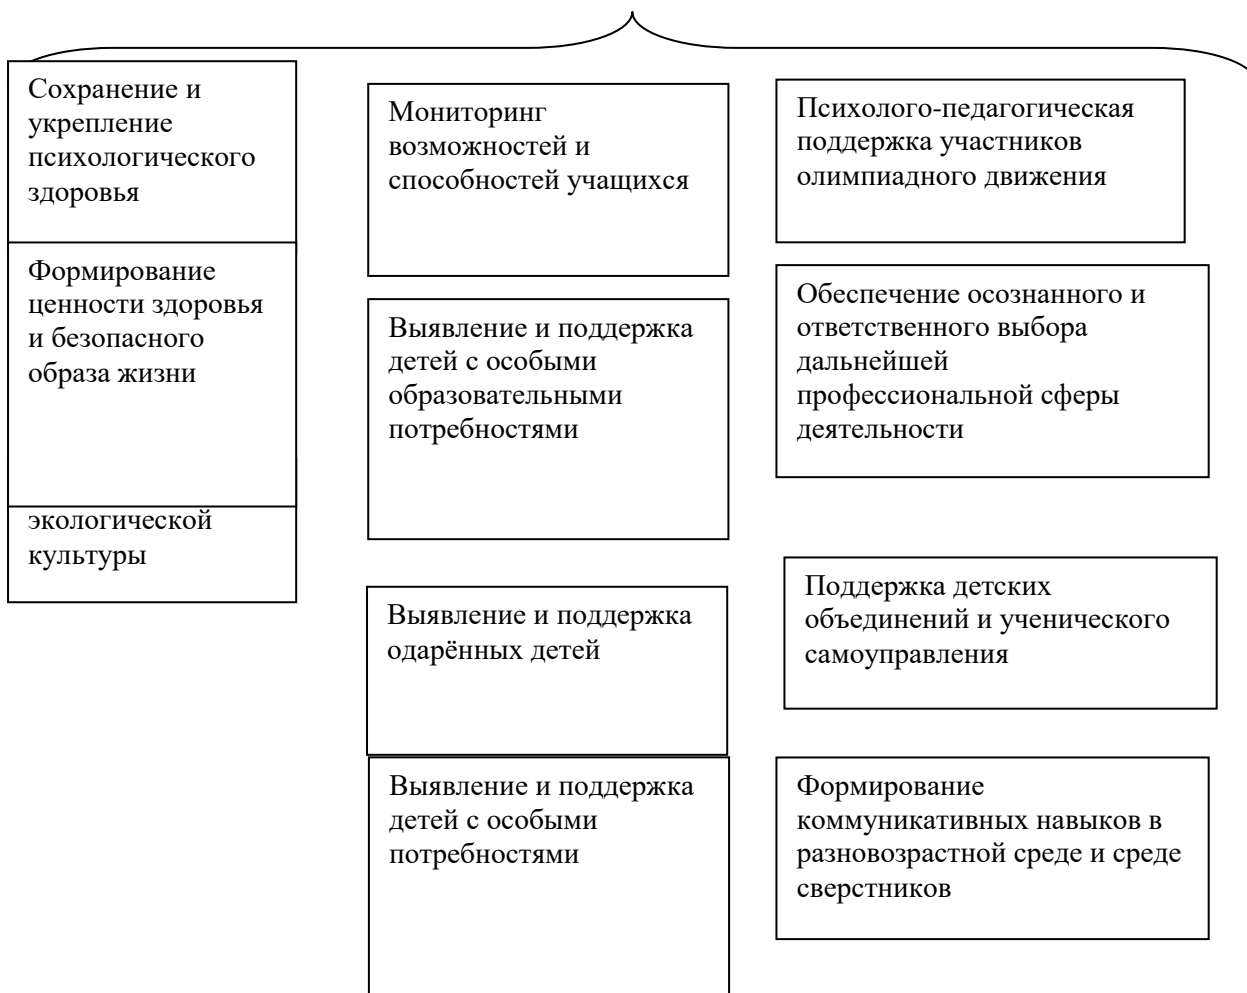 Сохранение и
укрепление
психологического
здоровья
Формирование
ценности здоровья
и безопасного
образа жизни
экологической
культуры
Мониторинг
возможностей и
способностей учащихся
Выявление и поддержка
детей с особыми
образовательными
потребностями
Выявление и поддержка
одарённых детей
Выявление и поддержка
детей с особыми
потребностями
Психолого-педагогическая
поддержка участников
олимпиадного движения
Обеспечение осознанного и
ответственного выбора
дальнейшей
профессиональной сферы
деятельности
Поддержка детских
объединений и ученического
самоуправления
Формирование
коммуникативных навыков в
разновозрастной среде и среде
сверстников